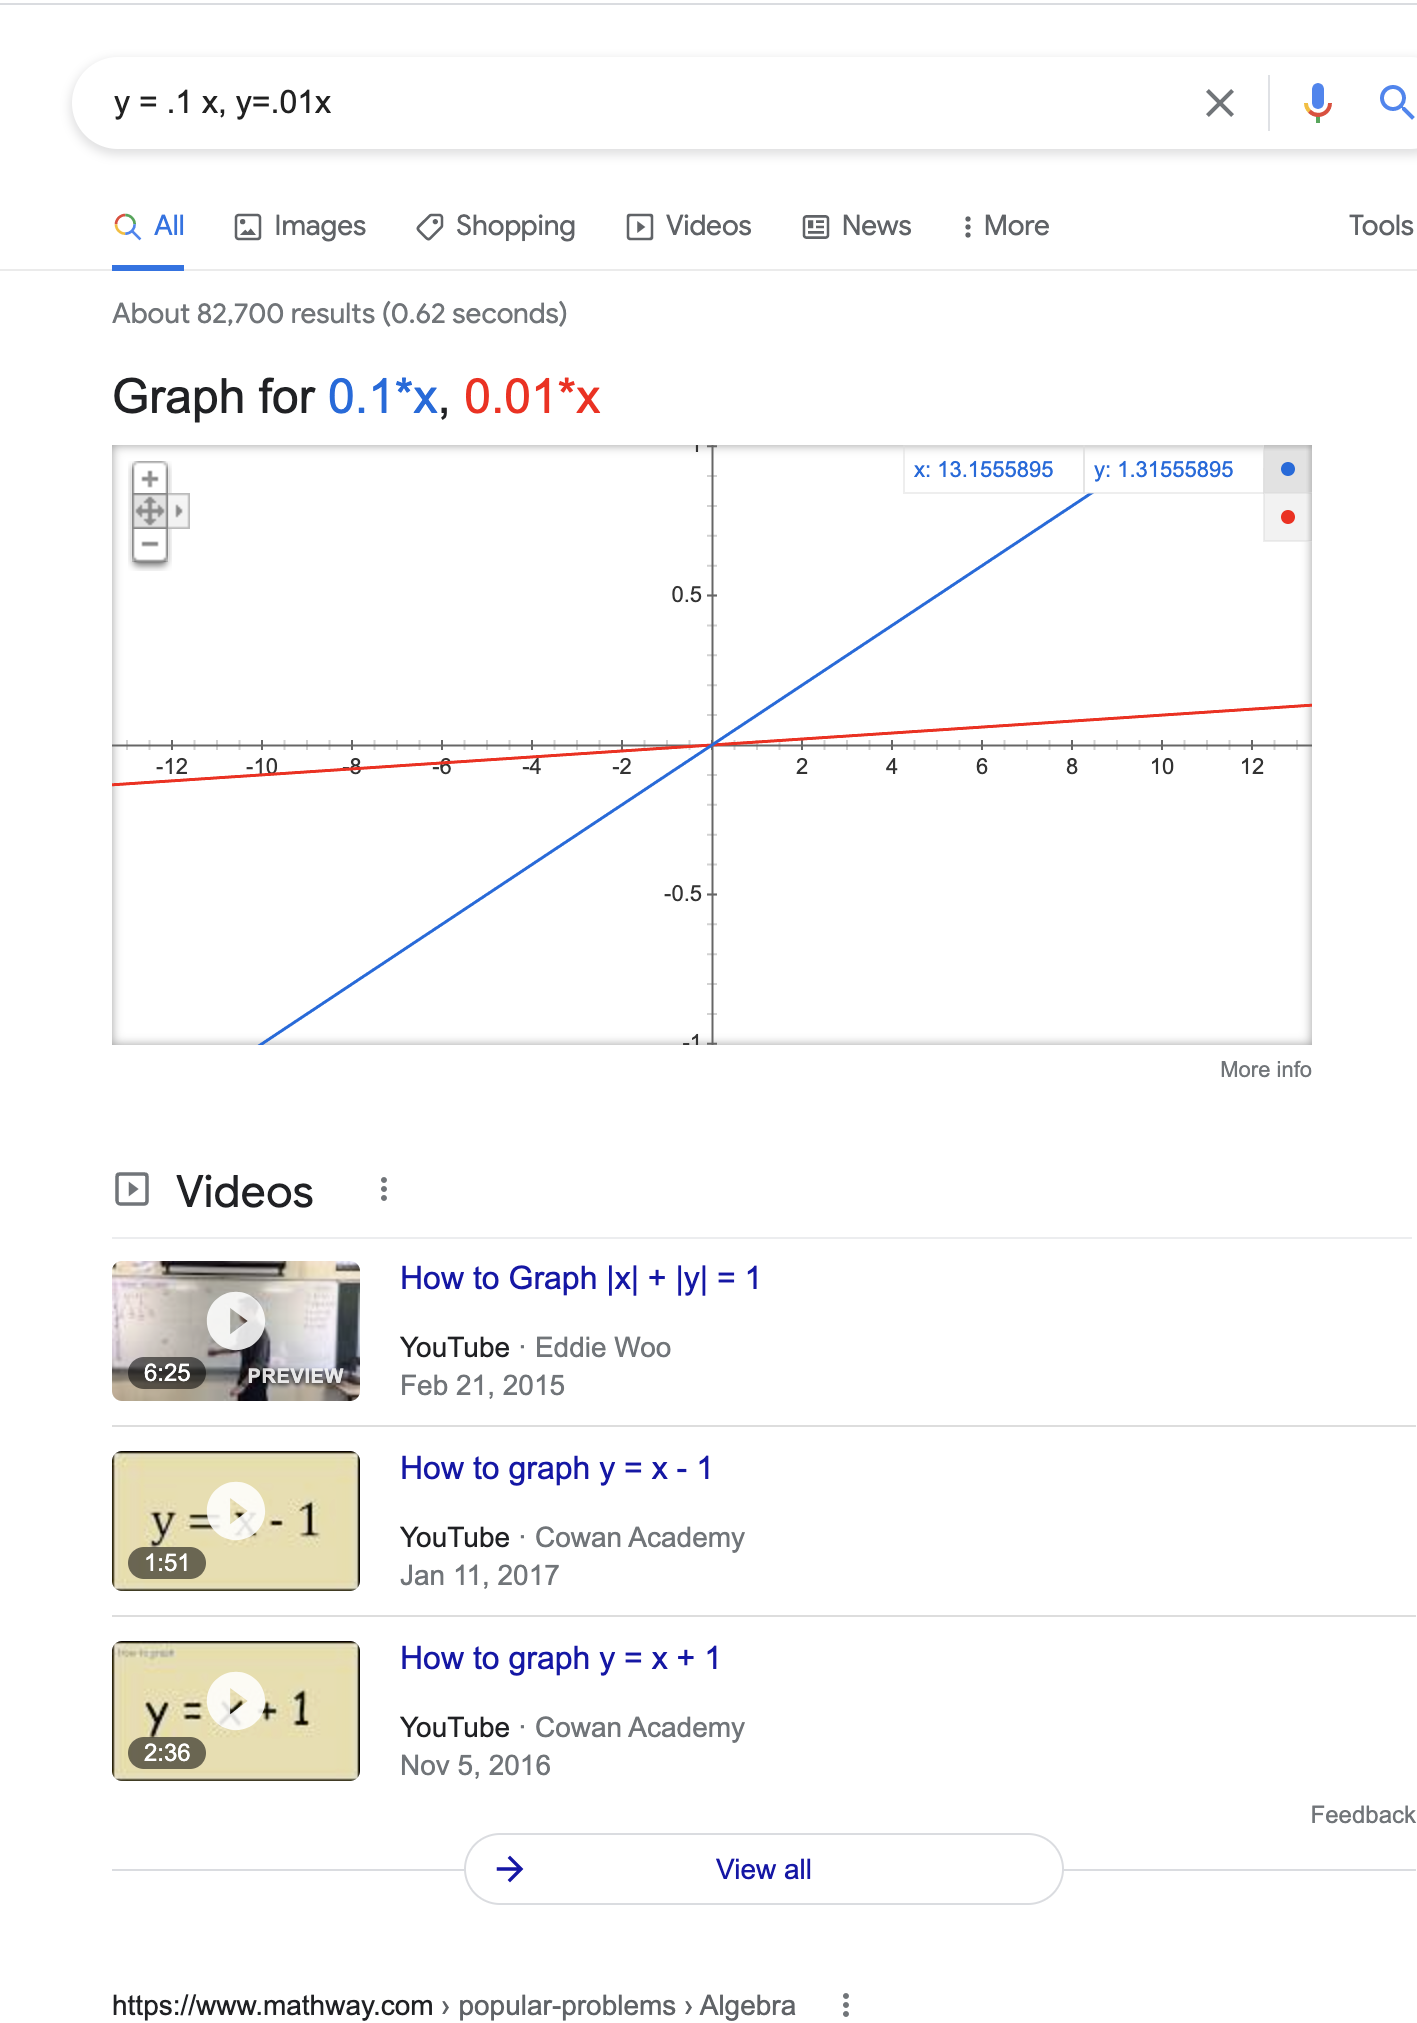 y = .1 x, y=.01x
All Images Shopping Videos News More Tools
About 82,700 results (0.62 seconds)
Graph for 0.1*x, 0.01*x
x: 13.1555895 y: 1.31555895
0.5
-12 -10 -8 -6 -4 -2 2 4 6 8 10 12
-0.5
-1
More info
Videos
How to Graph |x| + |y| = 1
YouTube · Eddie Woo
Feb 21, 2015
6:25 PREVIEW
How to graph y = x - 1
y = x - 1
YouTube · Cowan Academy
Jan 11, 2017
1:51
How to graph y = x + 1
y = x + 1
YouTube · Cowan Academy
Nov 5, 2016
2:36
Feedback
View all
https://www.mathway.com › popular-problems › Algebra